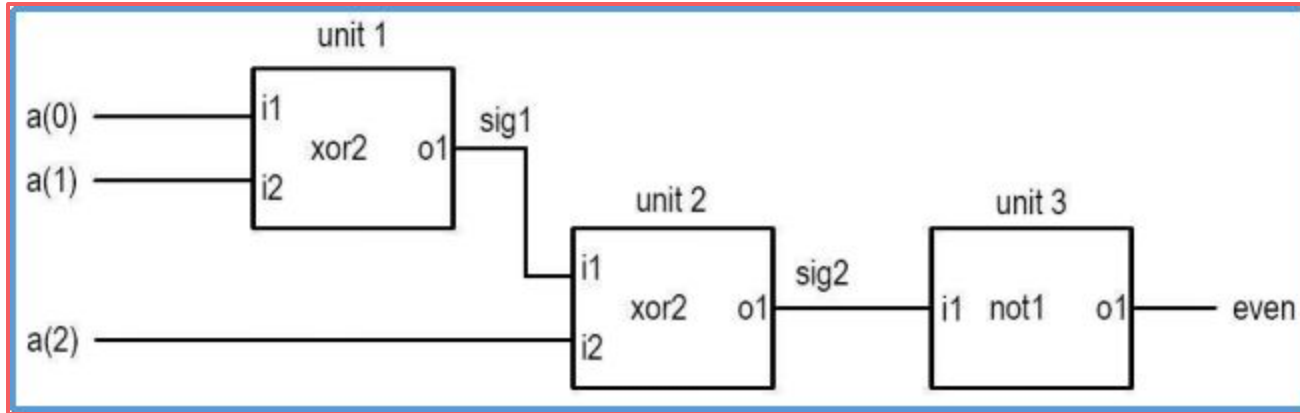 unit 1
a(0)
i1
xor2
o1
sig1
a(1)
i2
unit 2
unit 3
i1
sig2
xor2
o1
i1
not1
o1
even
a(2)
i2